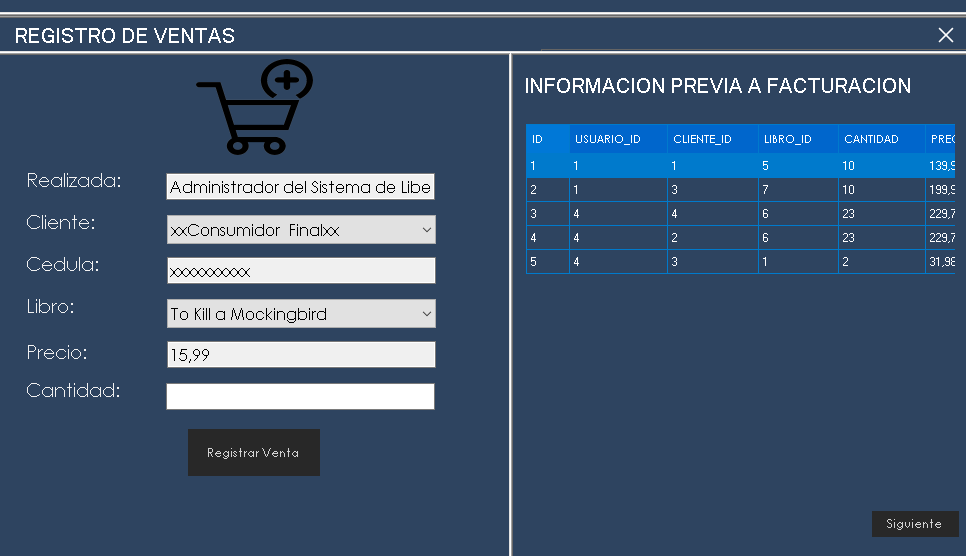 REGISTRO DE VENTAS
Realizada: Administrador del Sistema de Libe
Cliente: xxConsumidor Finalxx
Cedula: xxxxxxxxxx
Libro: To Kill a Mockingbird
Precio: 15,99
Cantidad:
Registrar Venta
INFORMACION PREVIA A FACTURACION
ID USUARIO_ID CLIENTE_ID LIBRO_ID CANTIDAD PREC
1 1 1 5 10 139,9
2 1 3 7 10 199,9
3 4 4 6 23 229,7
4 4 2 6 23 229,7
5 4 3 1 2 31,98
Siguiente